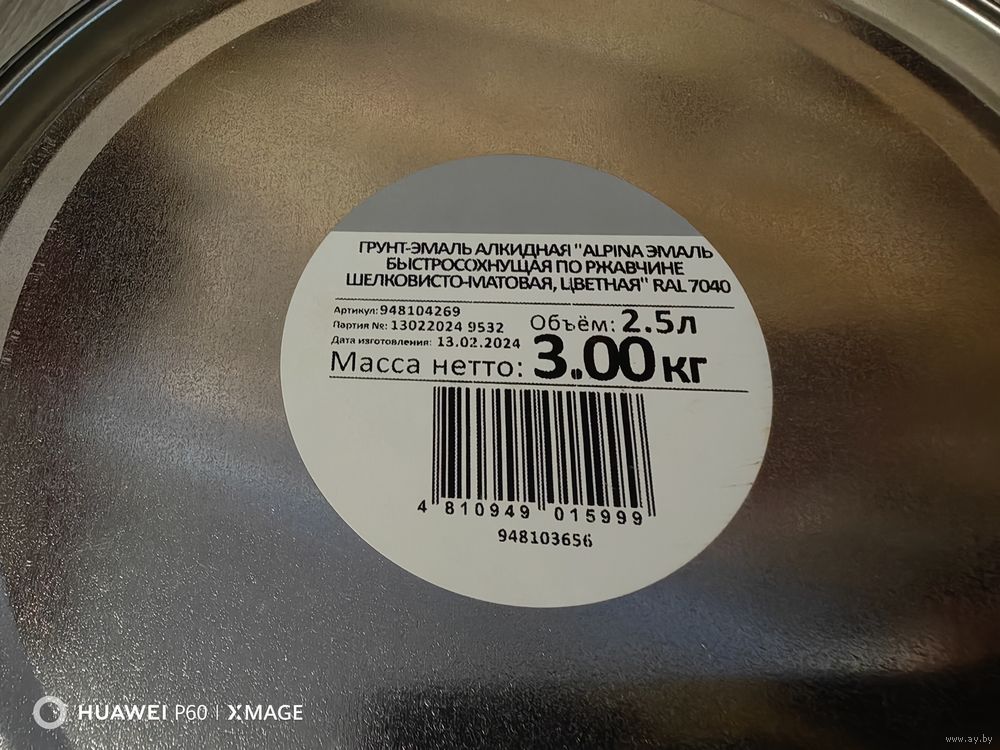 ГРУНТ-ЭМАЛЬ АЛКИДНАЯ "ALPINA ЭМАЛЬ
БЫСТРОСОХНУЩАЯ ПО РЖАВЧИНЕ
ШЕЛКОВИСТО-МАТОВАЯ, ЦВЕТНАЯ" RAL 7040
Артикул: 948104269
Партия №: 13022024 9532
Объём: 2.5л
Дата изготовления: 13.02.2024
Масса нетто: 3.00 кг
4 810949 015999
948103656
HUAWEI P60 | XMAGE
www.ay.by